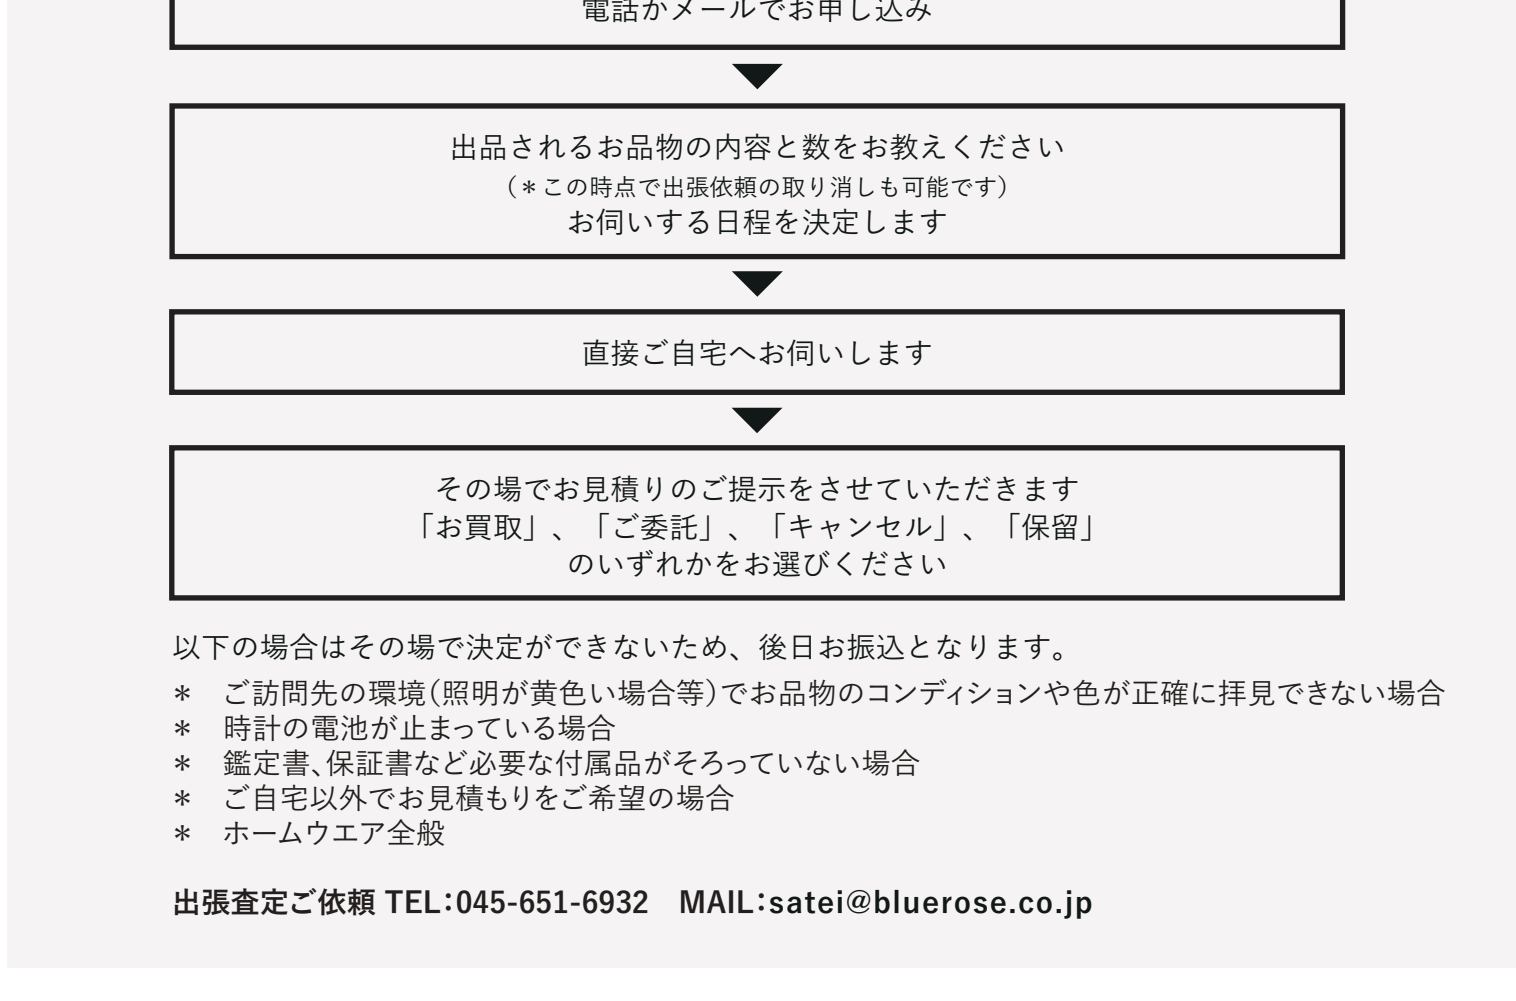 電話かメールでお申し込み
出品されるお品物の内容と数をお教えください
（＊この時点で出張依頼の取り消しも可能です）
お伺いする日程を決定します
直接ご自宅へお伺いします
その場でお見積りのご提示をさせていただきます
「お買取」、「ご委託」、「キャンセル」、「保留」
のいずれかをお選びください
以下の場合はその場で決定ができないため、後日お振込となります。
＊　ご訪問先の環境（照明が黄色い場合等）でお品物のコンディションや色が正確に拝見できない場合
＊　時計の電池が止まっている場合
＊　鑑定書、保証書など必要な付属品がそろっていない場合
＊　ご自宅以外でお見積もりをご希望の場合
＊　ホームウエア全般
出張査定ご依頼 TEL：045-651-6932　MAIL：satei@bluerose.co.jp